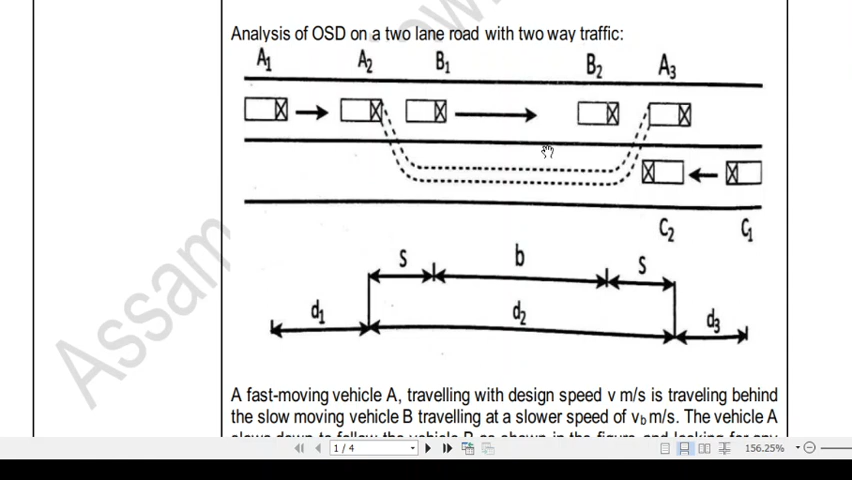 Analysis of OSD on a two lane road with two way traffic:
A1 A2 B1 B2 A3
C2 C1
s b s
d1 d2 d3
A fast-moving vehicle A, travelling with design speed v m/s is traveling behind
the slow moving vehicle B travelling at a slower speed of vb m/s. The vehicle A
Assam
1 / 4
156.25%